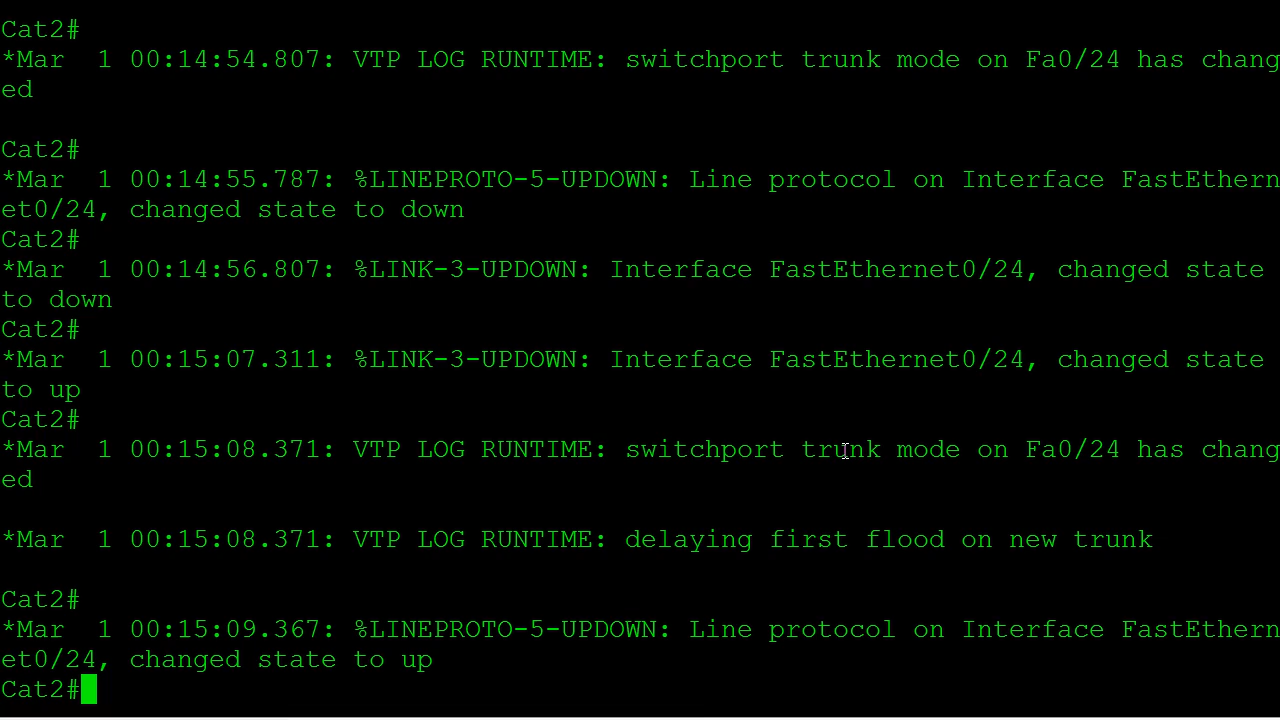 Cat2#
*Mar  1 00:14:54.807: VTP LOG RUNTIME: switchport trunk mode on Fa0/24 has chang
ed
Cat2#
*Mar  1 00:14:55.787: %LINEPROTO-5-UPDOWN: Line protocol on Interface FastEthern
et0/24, changed state to down
Cat2#
*Mar  1 00:14:56.807: %LINK-3-UPDOWN: Interface FastEthernet0/24, changed state
to down
Cat2#
*Mar  1 00:15:07.311: %LINK-3-UPDOWN: Interface FastEthernet0/24, changed state
to up
Cat2#
*Mar  1 00:15:08.371: VTP LOG RUNTIME: switchport trunk mode on Fa0/24 has chang
ed
*Mar  1 00:15:08.371: VTP LOG RUNTIME: delaying first flood on new trunk
Cat2#
*Mar  1 00:15:09.367: %LINEPROTO-5-UPDOWN: Line protocol on Interface FastEthern
et0/24, changed state to up
Cat2#